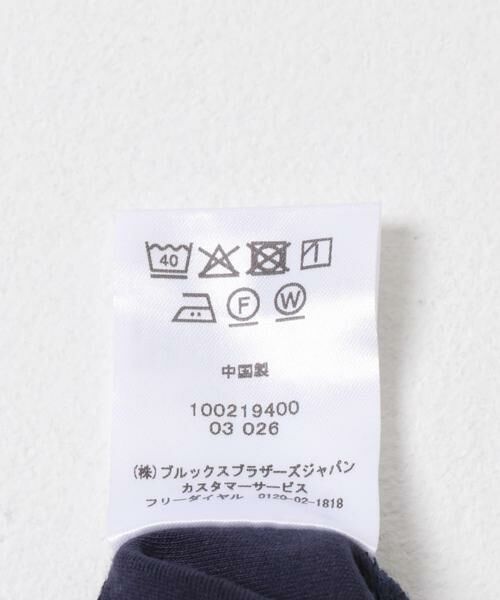 40
F W
中国製
100219400
03 026
(株)ブルックスブラザーズジャパン
カスタマーサービス
フリーダイヤル 0120-02-1818